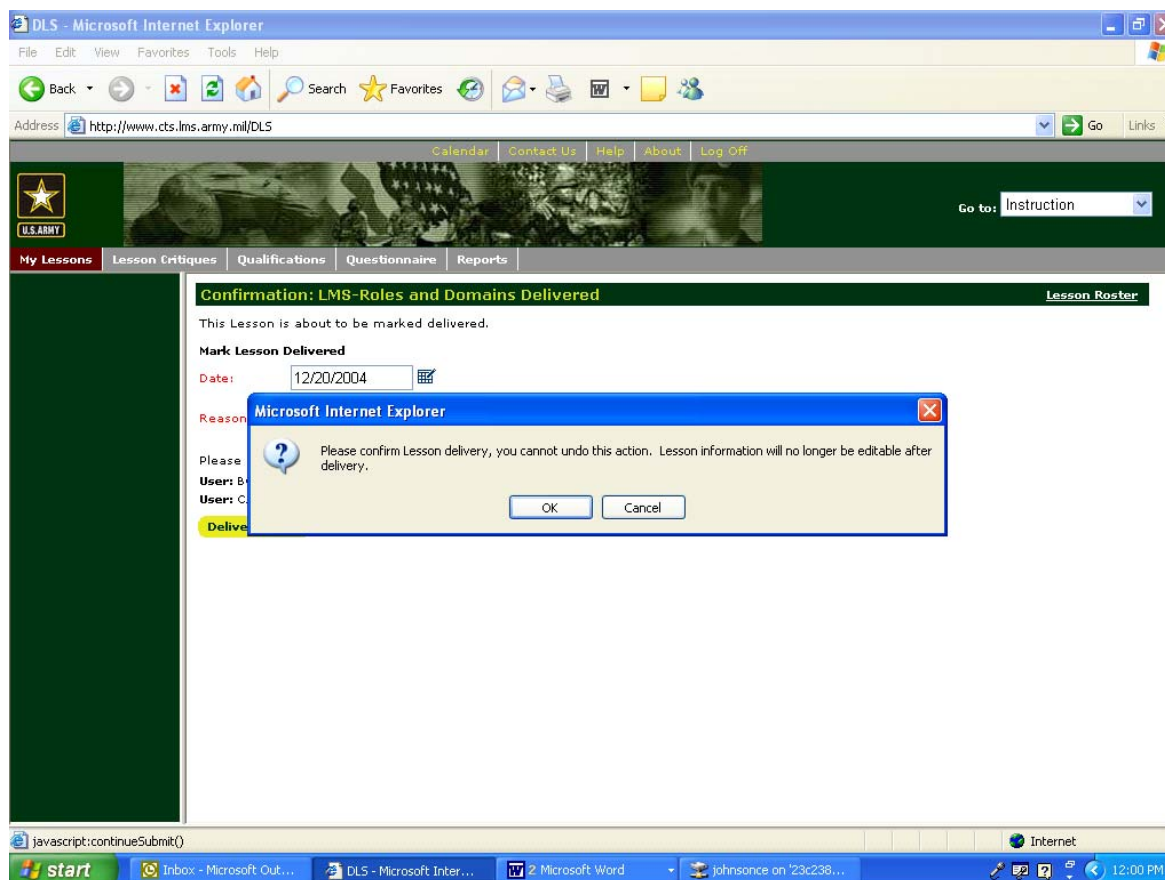 DLS - Microsoft Internet Explorer
File Edit View Favorites Tools Help
Back Search Favorites
Address http://www.cts.lms.army.mil/DLS Go Links
Calendar Contact Us Help About Log Off
U.S.ARMY
Go to: Instruction
My Lessons Lesson Critiques Qualifications Questionnaire Reports
Confirmation: LMS-Roles and Domains Delivered Lesson Roster
This Lesson is about to be marked delivered.
Mark Lesson Delivered
Date: 12/20/2004
Reason
Microsoft Internet Explorer
Please confirm Lesson delivery, you cannot undo this action. Lesson information will no longer be editable after
delivery.
OK Cancel
Please
User:
User:
javascript:continueSubmit() Internet
start Inbox - Microsoft Out... DLS - Microsoft Inter... 2 Microsoft Word johnsonce on '23c238... 12:00 PM